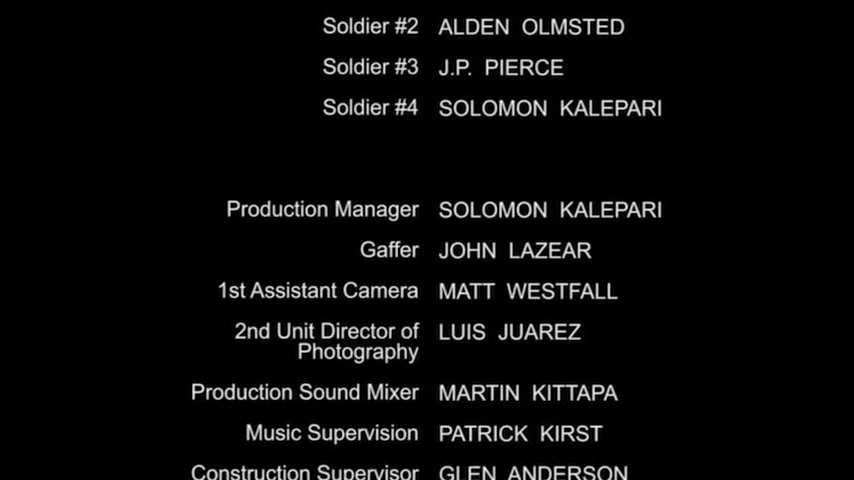 Soldier #2 ALDEN OLMSTED
Soldier #3 J.P. PIERCE
Soldier #4 SOLOMON KALEPARI
Production Manager SOLOMON KALEPARI
Gaffer JOHN LAZEAR
1st Assistant Camera MATT WESTFALL
2nd Unit Director of LUIS JUAREZ
Photography
Production Sound Mixer MARTIN KITTAPA
Music Supervision PATRICK KIRST
Construction Supervisor GLEN ANDERSON